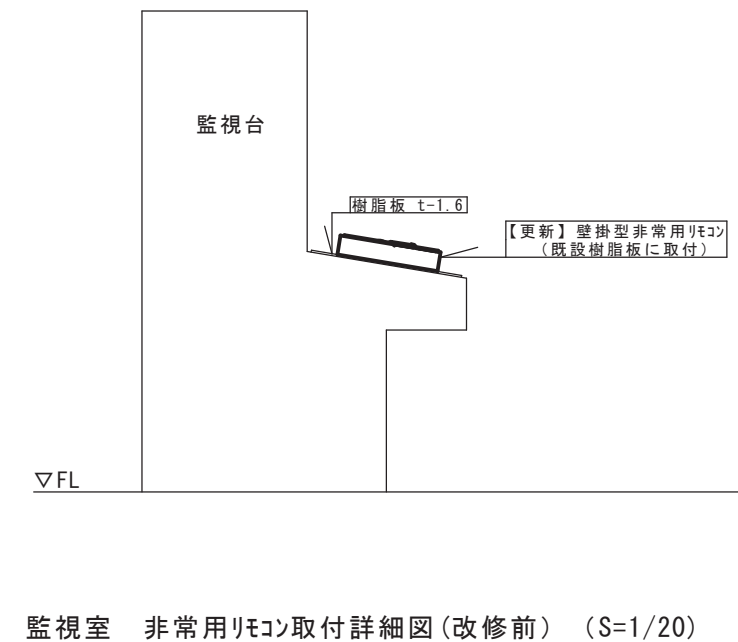 監視台
樹脂板 t-1.6
【更新】壁掛型非常用ﾘﾓｺﾝ
（既設樹脂板に取付）
▽FL
監視室　非常用ﾘﾓｺﾝ取付詳細図(改修前)　（S=1/20)